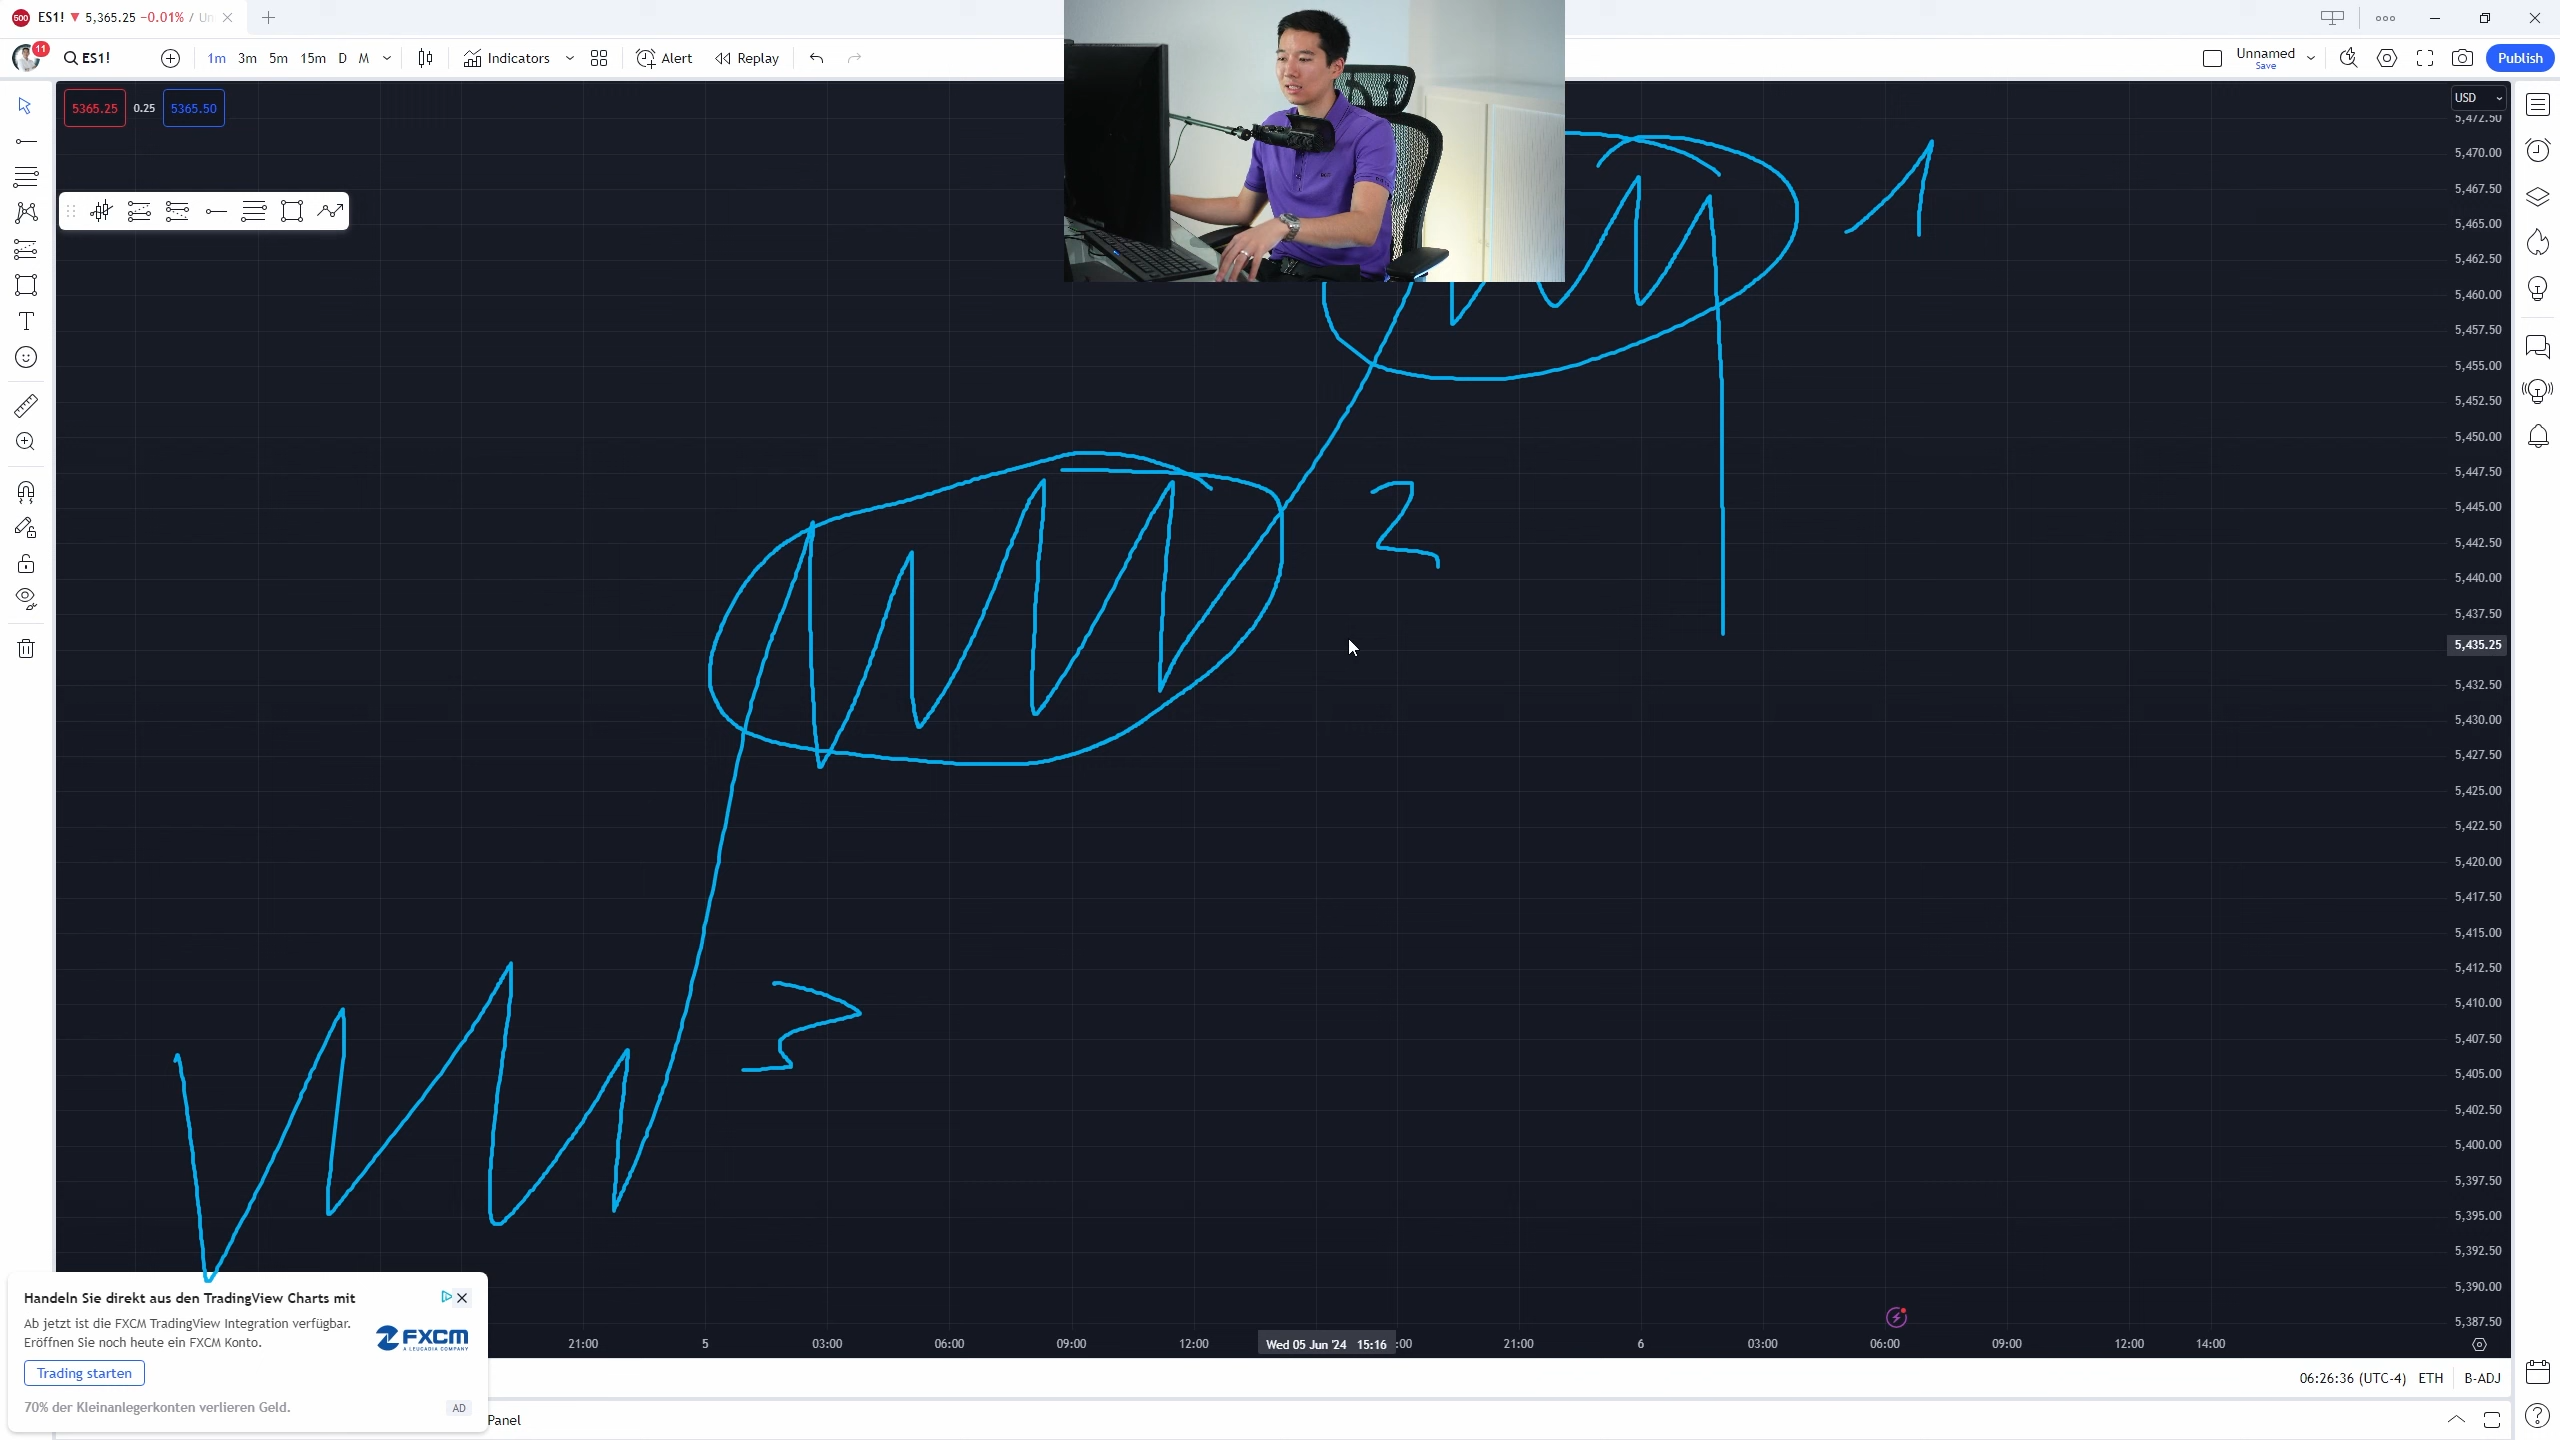 500 ES1! ▼ 5,365.25 −0.01% / Un
11 ES1! 1m 3m 5m 15m D M Indicators Alert Replay Unnamed Save Publish
5365.25 0.25 5365.50
USD
5,472.50
5,470.00
5,467.50
5,465.00
5,462.50
5,460.00
5,457.50
5,455.00
5,452.50
5,450.00
5,447.50
5,445.00
5,442.50
5,440.00
5,437.50
5,435.25
5,432.50
5,430.00
5,427.50
5,425.00
5,422.50
5,420.00
5,417.50
5,415.00
5,412.50
5,410.00
5,407.50
5,405.00
5,402.50
5,400.00
5,397.50
5,395.00
5,392.50
5,390.00
5,387.50
1
2
3
Handeln Sie direkt aus den TradingView Charts mit
Ab jetzt ist die FXCM TradingView Integration verfügbar.
Eröffnen Sie noch heute ein FXCM Konto.
FXCM
A LEUCADIA COMPANY
Trading starten
70% der Kleinanlegerkonten verlieren Geld.
AD
21:00 5 03:00 06:00 09:00 12:00 Wed 05 Jun '24 15:16 :00 21:00 6 03:00 06:00 09:00 12:00 14:00
06:26:36 (UTC-4) ETH B-ADJ
Panel